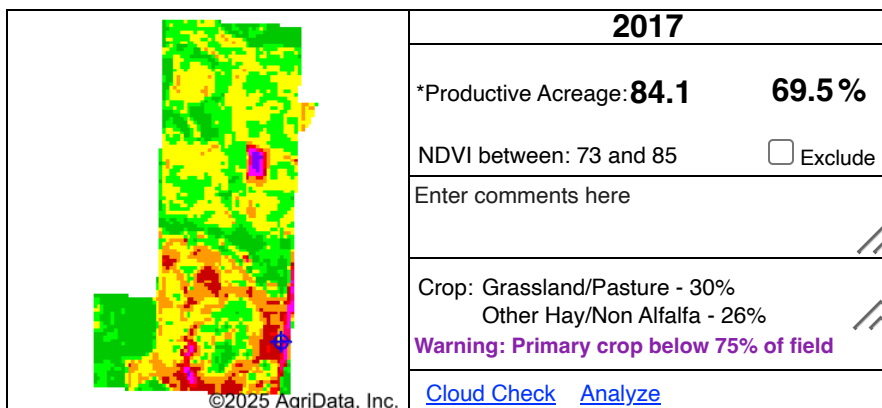 2017
*Productive Acreage: 84.1 69.5%
NDVI between: 73 and 85 Exclude
Enter comments here
Crop: Grassland/Pasture - 30%
Other Hay/Non Alfalfa - 26%
Warning: Primary crop below 75% of field
Cloud Check Analyze
©2025 AgriData, Inc.